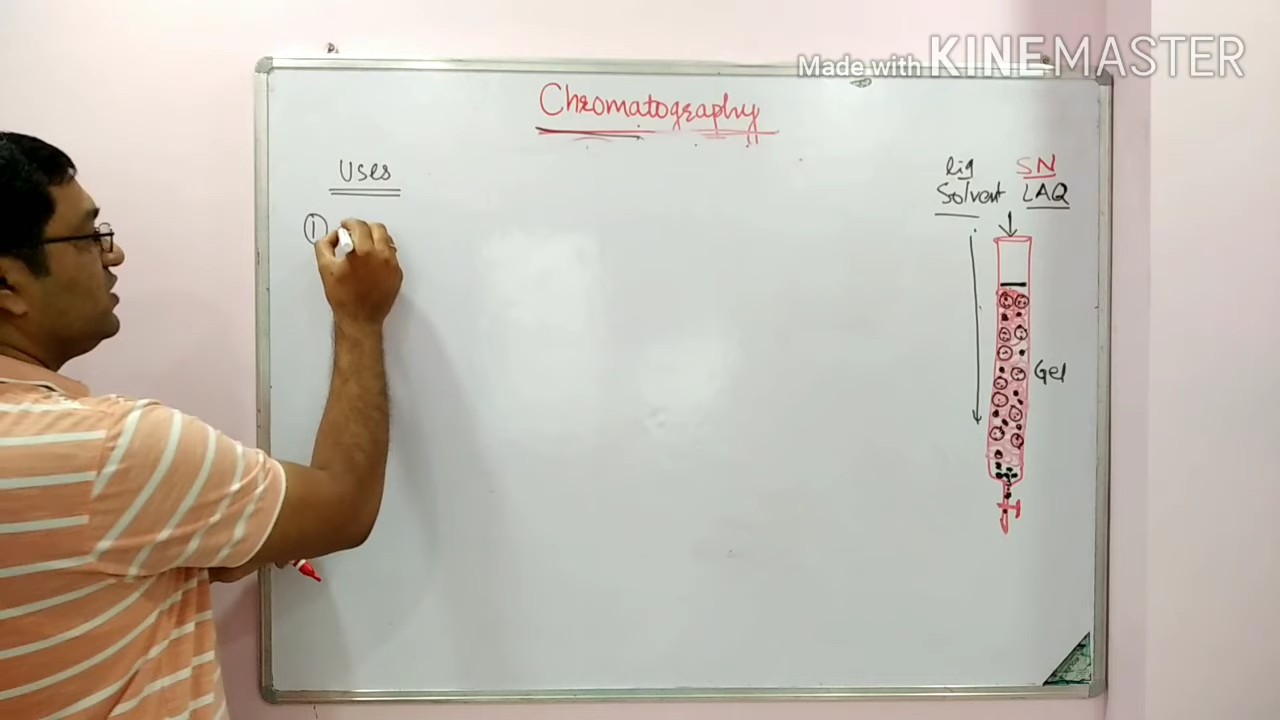 Made with KINEMASTER
Chromatography
Uses
①
liq SN
Solvent LAQ
Gel